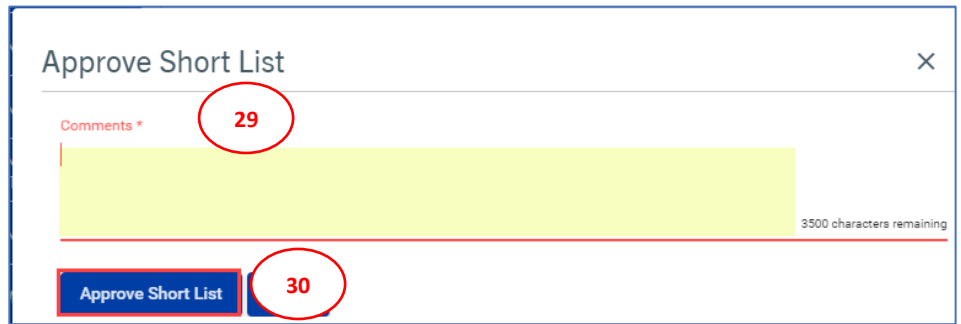 Approve Short List
Comments *
29
3500 characters remaining
Approve Short List
30